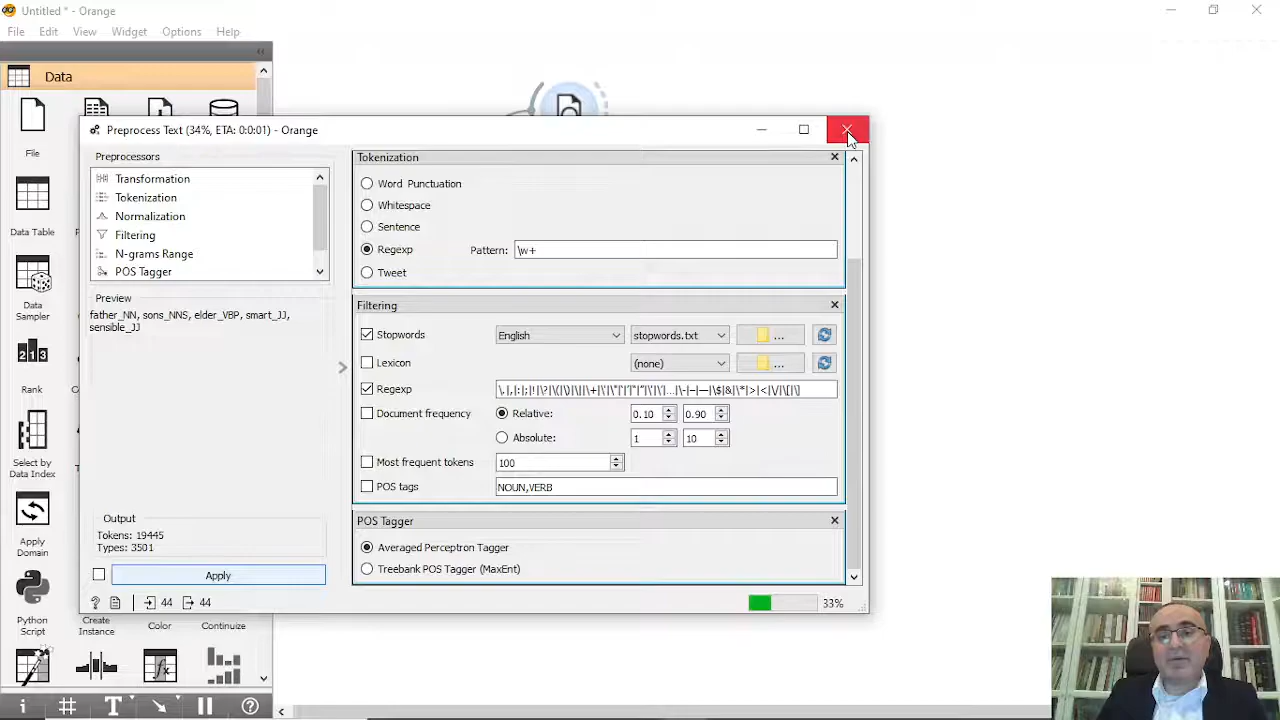 Untitled * - Orange
File Edit View Widget Options Help
Data
File
Data Table
Data
Sampler
Rank
Select by
Data Index
Apply
Domain
Python
Script
Create
Instance
Color
Continuize
Preprocess Text (34%, ETA: 0:0:01) - Orange
Preprocessors
Transformation
Tokenization
Normalization
Filtering
N-grams Range
POS Tagger
Preview
father_NN, sons_NNS, elder_VBP, smart_JJ,
sensible_JJ
Output
Tokens: 19445
Types: 3501
Apply
44 44
Tokenization
Word Punctuation
Whitespace
Sentence
Regexp Pattern: \w+
Tweet
Filtering
Stopwords English stopwords.txt ...
Lexicon (none) ...
Regexp
Document frequency Relative: 0.10 0.90
Absolute: 1 10
Most frequent tokens 100
POS tags NOUN,VERB
POS Tagger
Averaged Perceptron Tagger
Treebank POS Tagger (MaxEnt)
33%